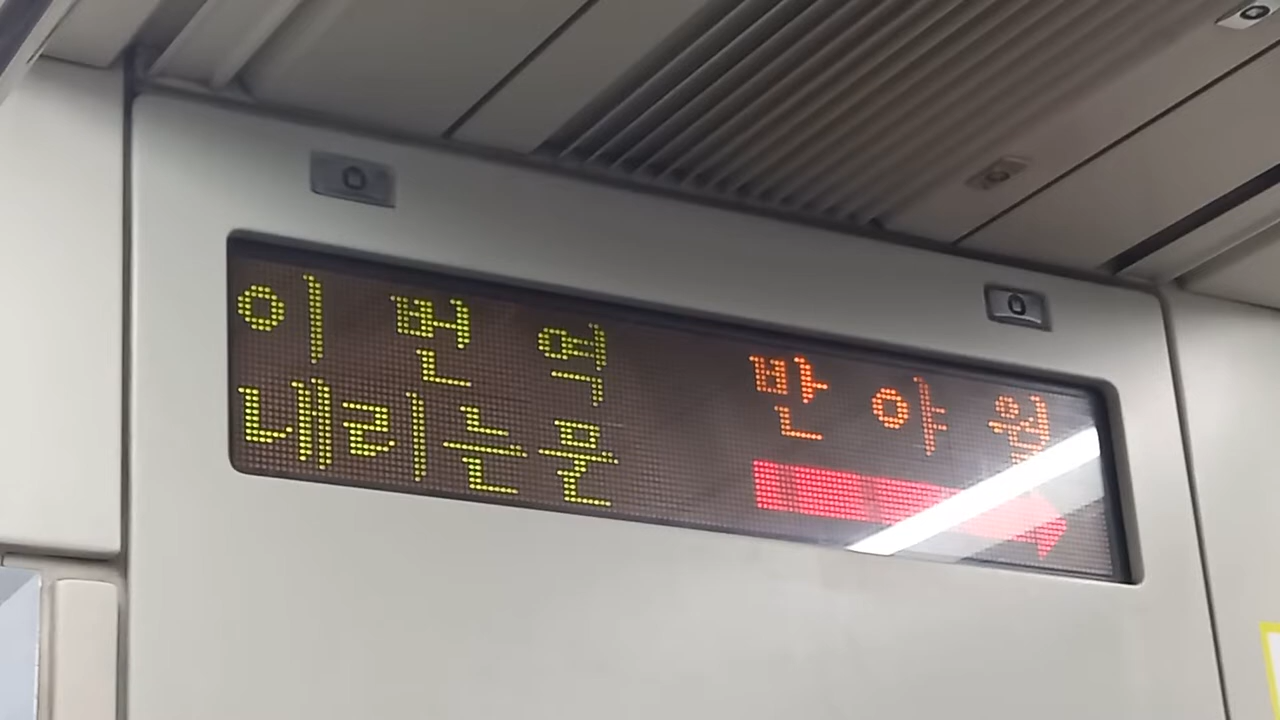 이 번 역 반 야 월
내리는문